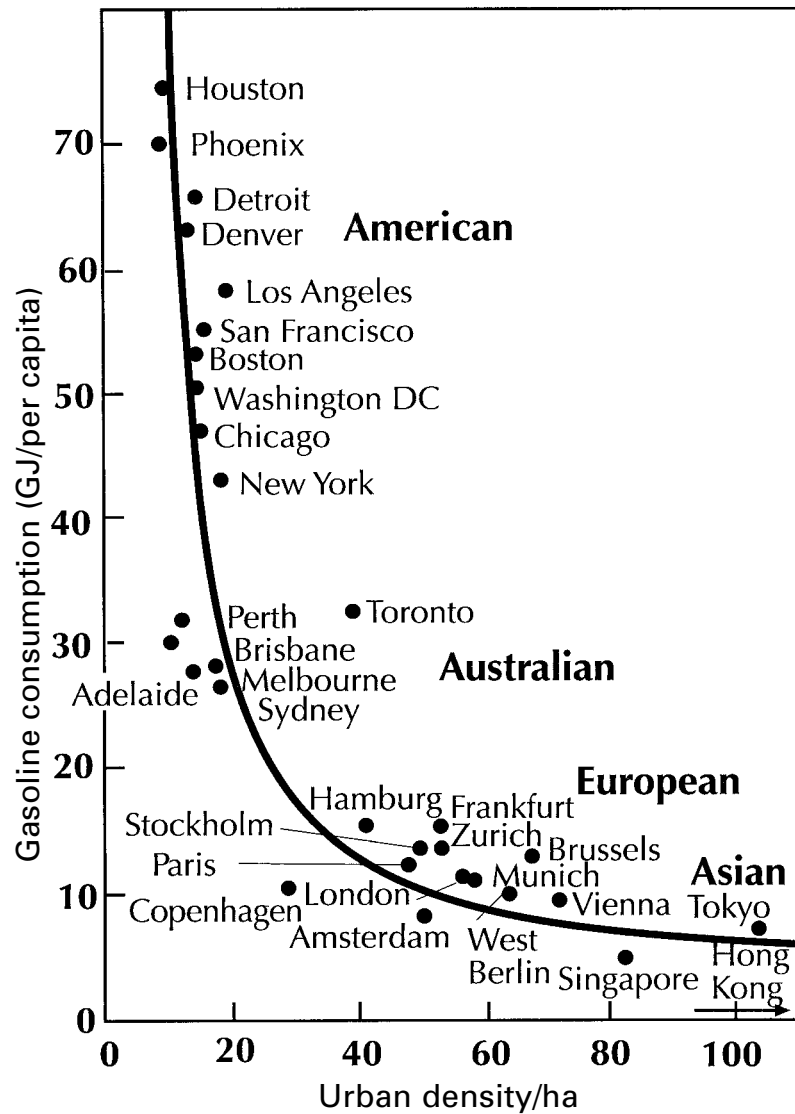 Houston
70
Phoenix
Detroit
American
Denver
60
Los Angeles
San Francisco
Boston
50
Washington DC
Chicago
New York
40
Perth
Toronto
30
Brisbane
Australian
Adelaide
Melbourne
Sydney
20
European
Hamburg
Frankfurt
Stockholm
Zurich
Brussels
Paris
Munich
Asian
10
London
Vienna
Tokyo
Copenhagen
Amsterdam
West
Berlin
Singapore
Hong
Kong
0
0 20 40 60 80 100
Urban density/ha
Gasoline consumption (GJ/per capita)